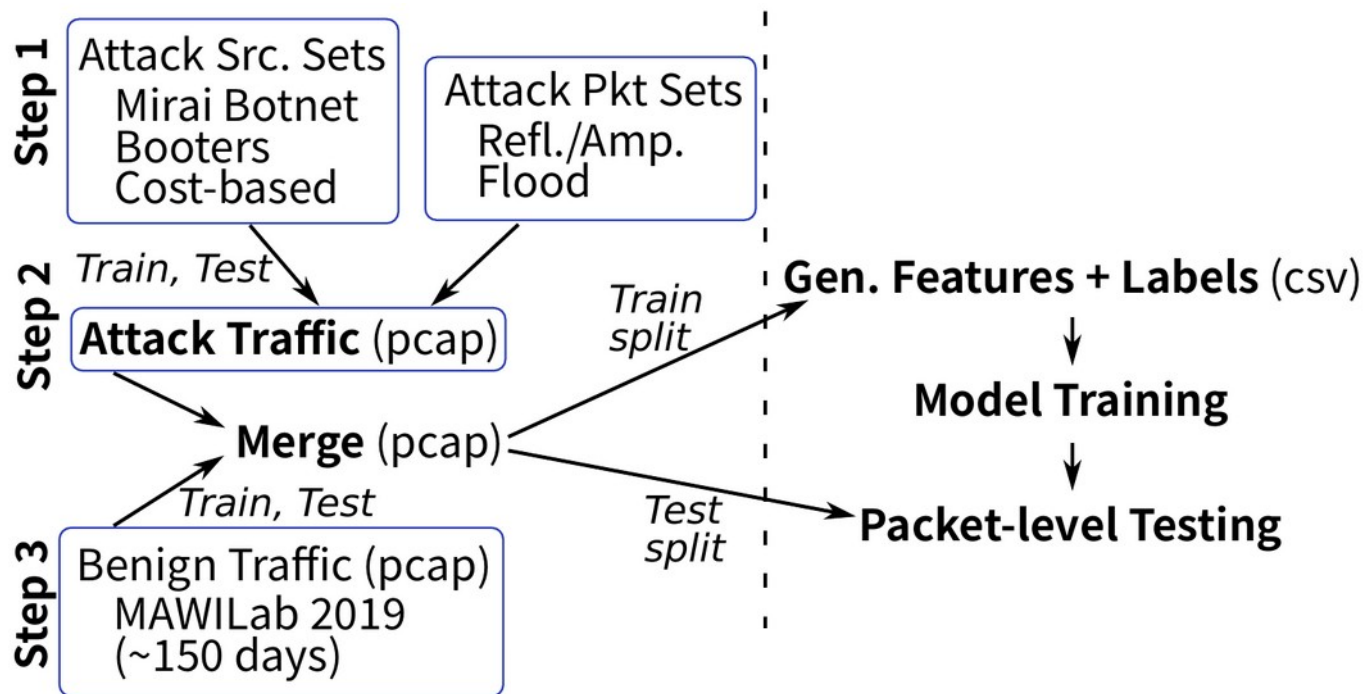 Step 1
Attack Src. Sets
Mirai Botnet
Booters
Cost-based
Attack Pkt Sets
Refl./Amp.
Flood
Step 2
Train, Test
Attack Traffic (pcap)
Merge (pcap)
Train, Test
Step 3
Benign Traffic (pcap)
MAWILab 2019
(~150 days)
Train
split
Test
split
Gen. Features + Labels (csv)
Model Training
Packet-level Testing